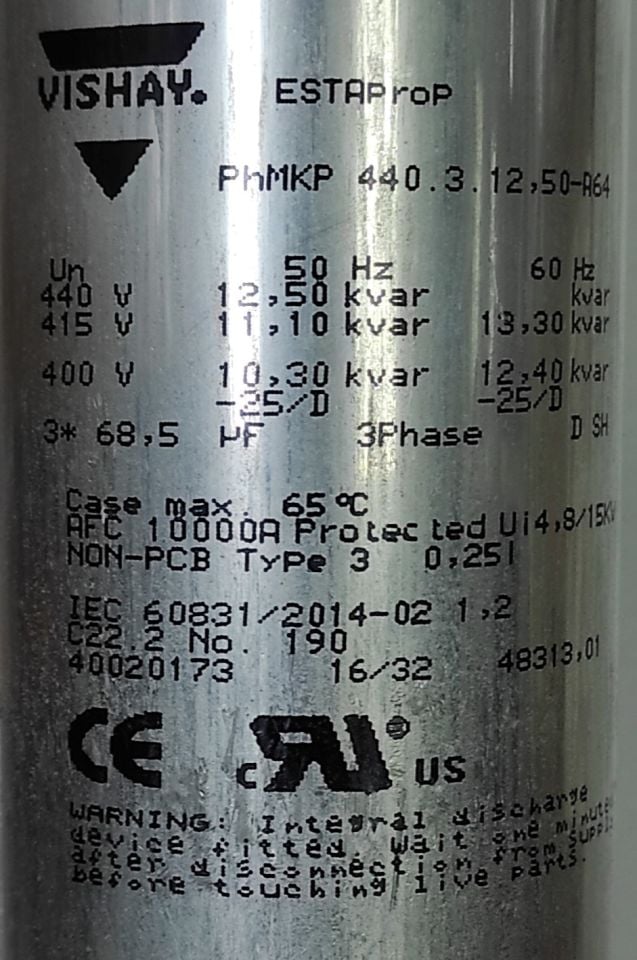 VISHAY. ESTAProP
PhMKP 440.3.12,50-A64
Un 50 Hz 60 Hz
440 V 12,50 kvar kvar
415 V 11,10 kvar 13,30 kvar
400 V 10,30 kvar 12,40 kvar
-25/D -25/D
3* 68,5 µF 3Phase D SH
Case max. 65°C
AFC 10000A Protected Ui4,8/15KV
NON-PCB Type 3 0,25l
IEC 60831/2014-02 1,2
C22.2 No. 190
40020173 16/32 48313,01
CE c RU ® US
WARNING: Integral discharge
device fitted. Wait one minute
after disconnection from supply
before touching live parts.